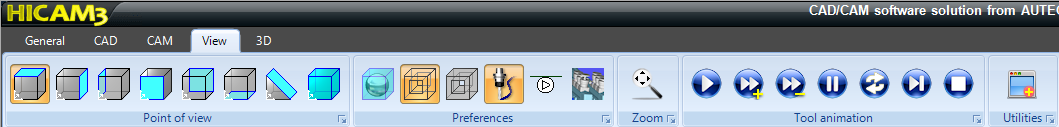 HICAM3
CAD/CAM software solution from AUTEC
General CAD CAM View 3D
Point of view Preferences Zoom Tool animation Utilities